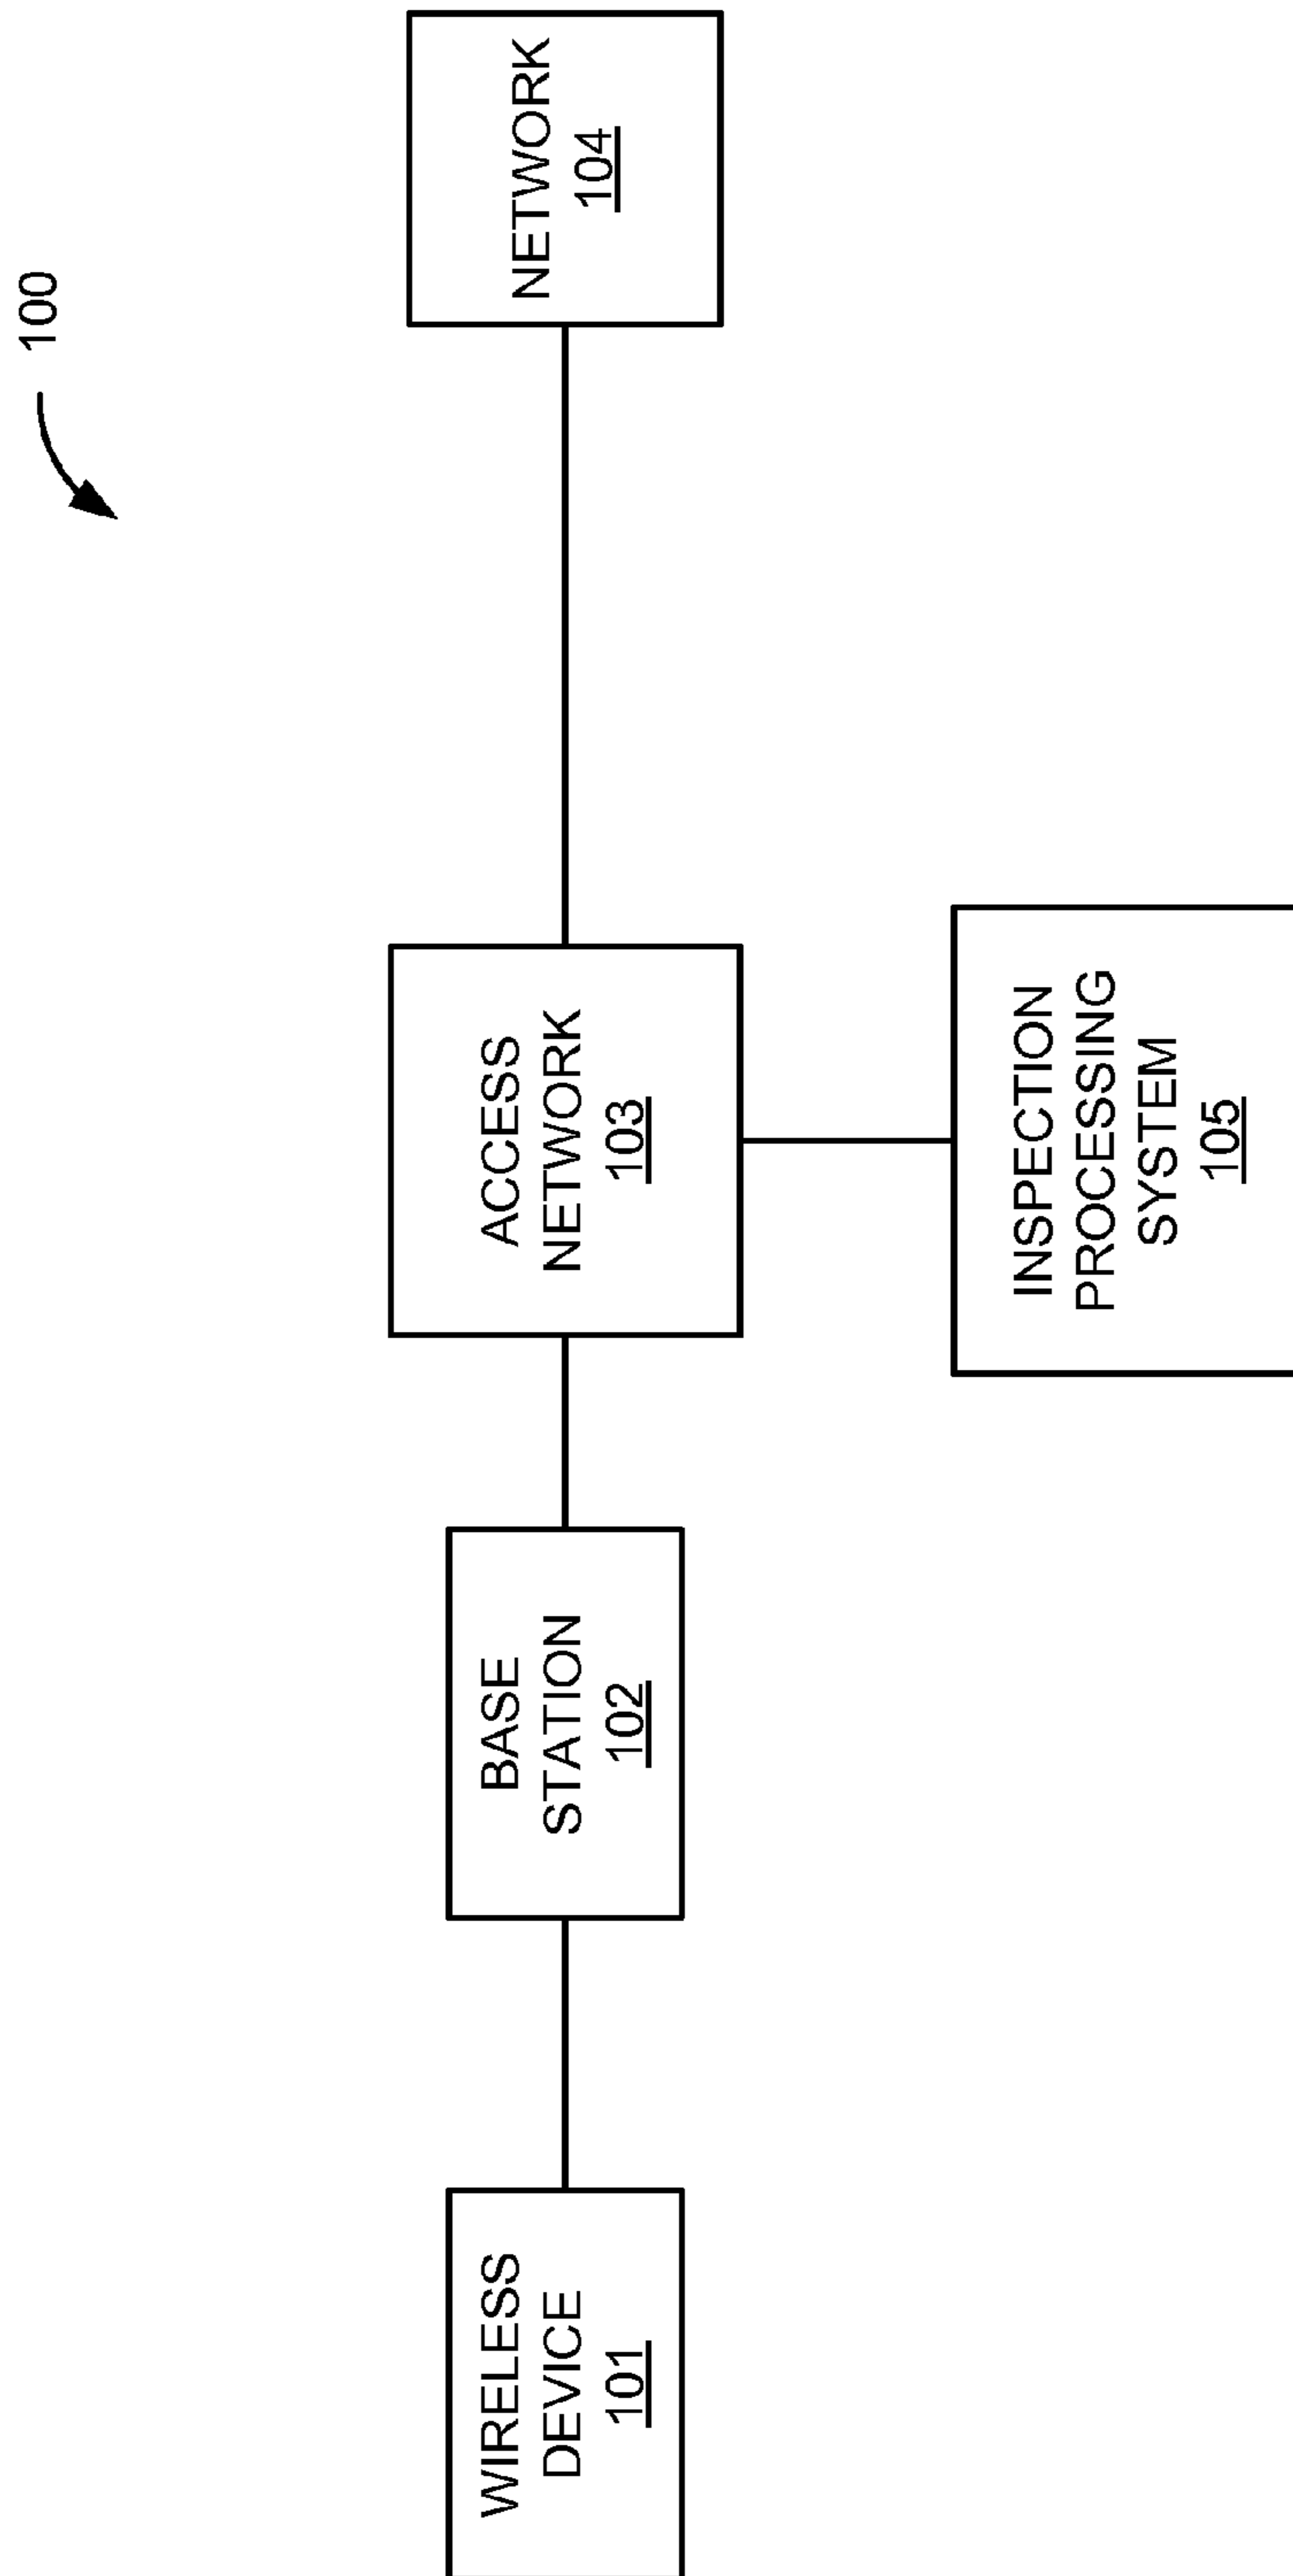 100
WIRELESS
DEVICE
101
BASE
STATION
102
ACCESS
NETWORK
103
NETWORK
104
INSPECTION
PROCESSING
SYSTEM
105